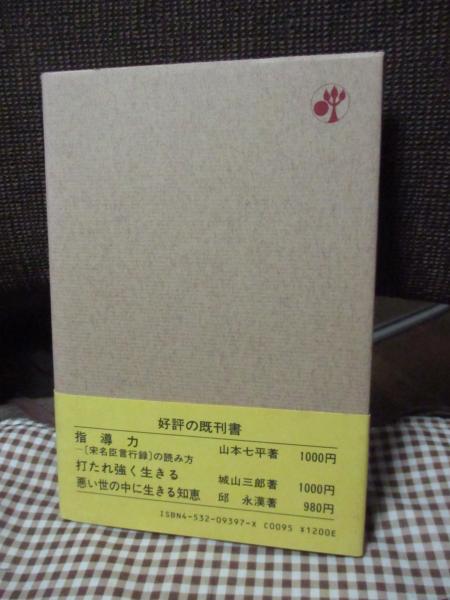 好評の既刊書
指導力
─〔宋名臣言行録〕の読み方 山本七平著 1000円
打たれ強く生きる 城山三郎著 1000円
悪い世の中に生きる知恵 邱永漢著 980円
ISBN4-532-09397-X C0095 ¥1200E